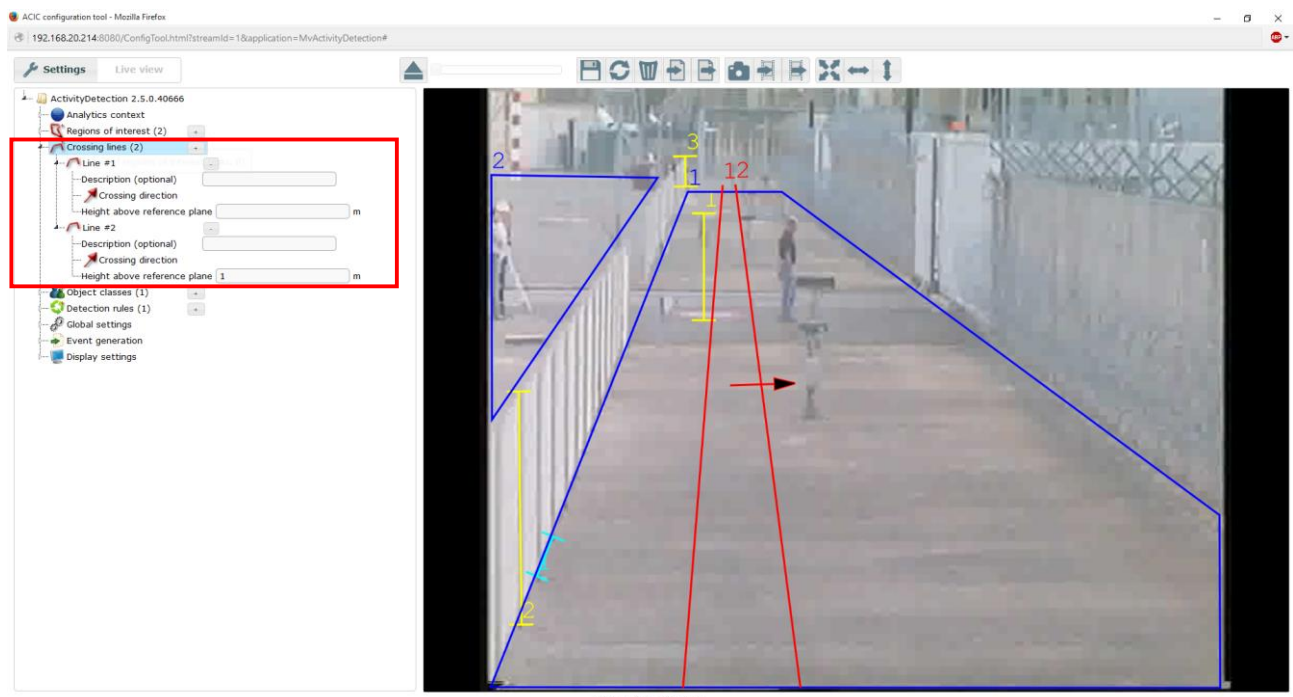 ACIC configuration tool - Mozilla Firefox
192.168.20.214:8080/ConfigTool.html?streamId=1&application=MvActivityDetection#
ABP
Settings
Live view
ActivityDetection 2.5.0.40666
Analytics context
Regions of interest (2) +
Crossing lines (2) +
Line #1 -
Description (optional)
Crossing direction
Height above reference plane m
Line #2 -
Description (optional)
Crossing direction
Height above reference plane 1 m
Object classes (1) +
Detection rules (1) +
Global settings
Event generation
Display settings
3
2
1
12
1
2